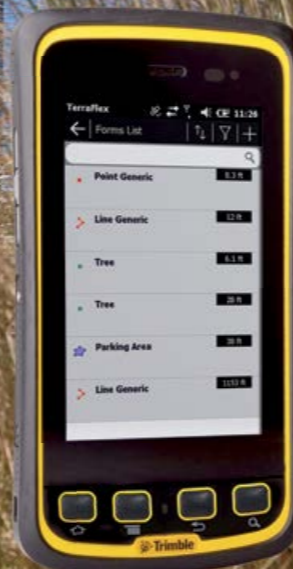 TerraFlex 11:26
Forms List
Point Generic 8.3 ft
Line Generic 12 ft
Tree 6.1 ft
Tree 28 ft
Parking Area 38 ft
Line Generic 1153 ft
Trimble